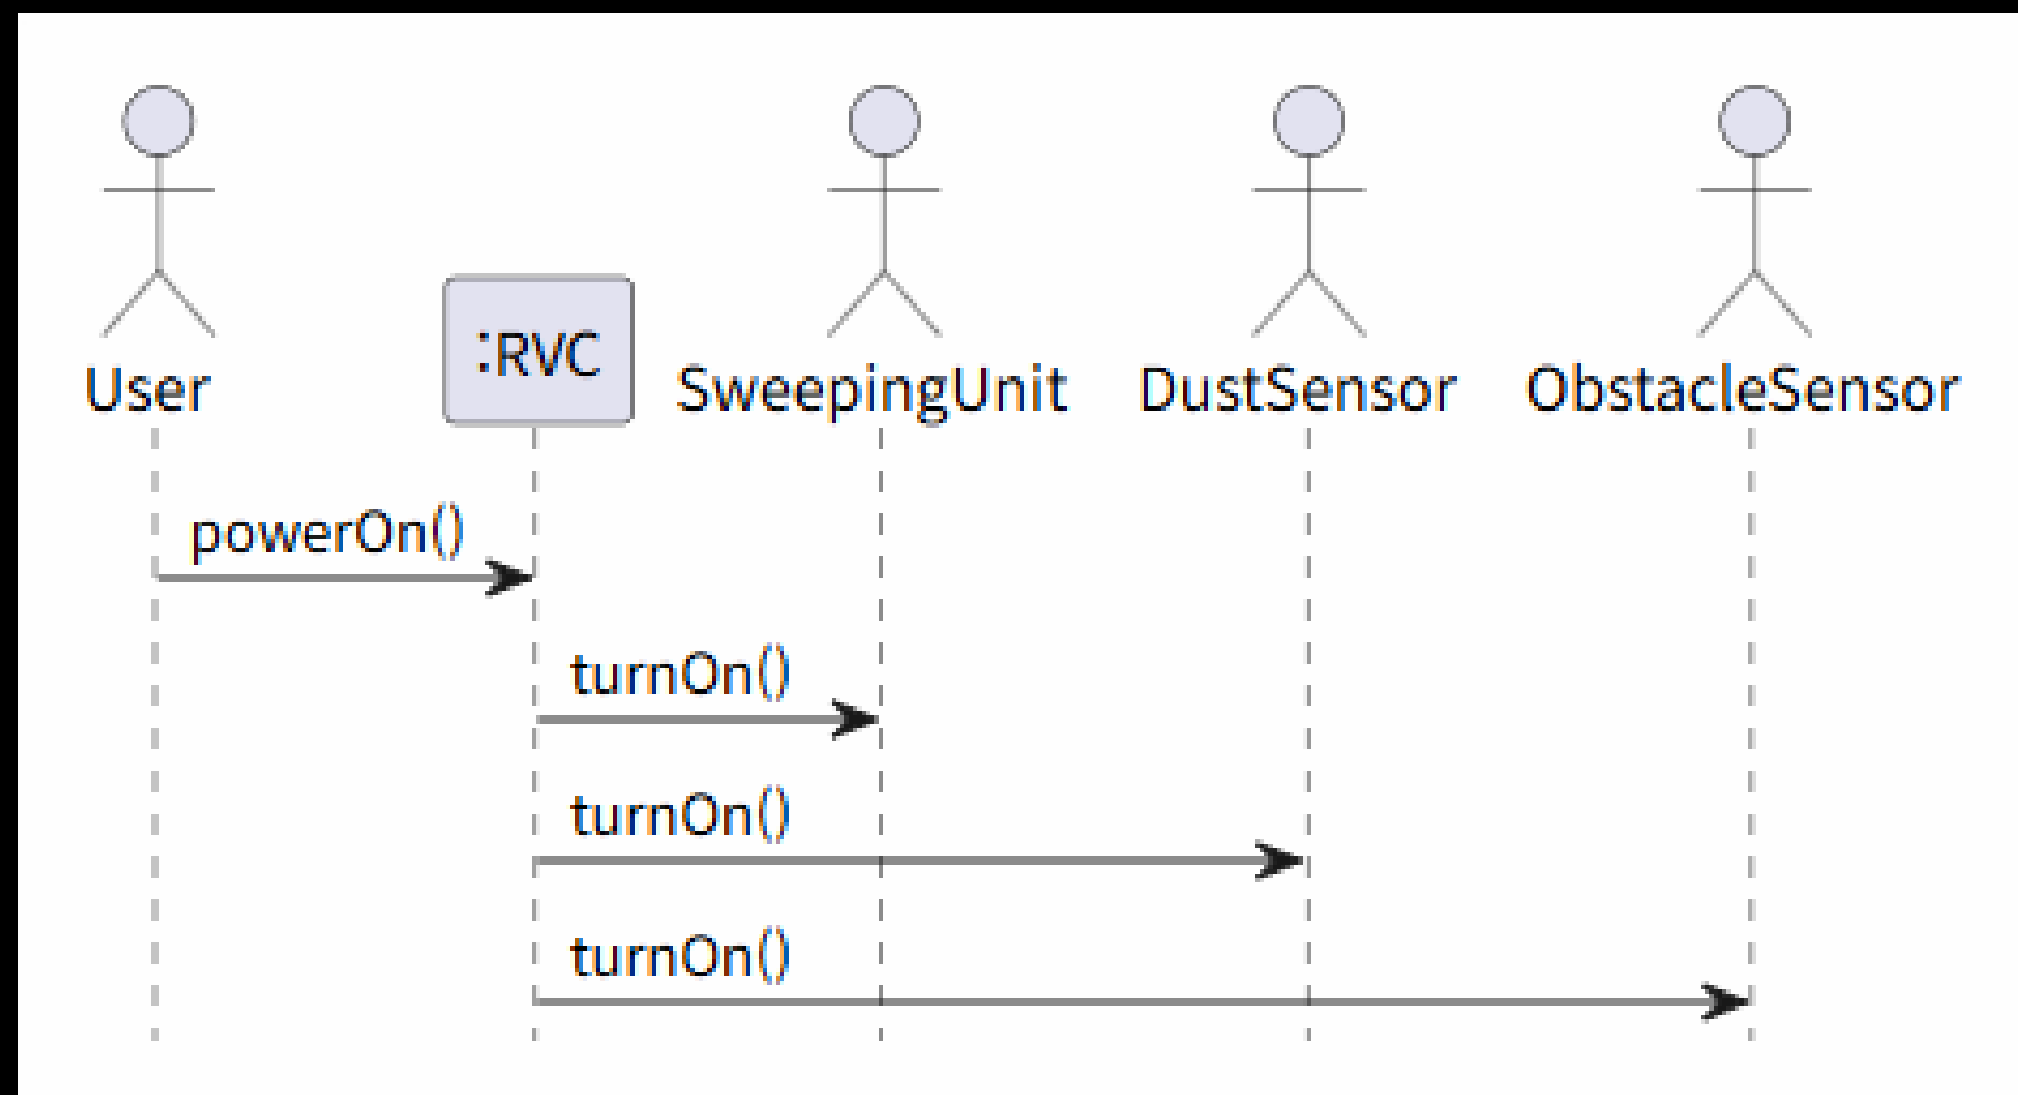 User
:RVC
SweepingUnit
DustSensor
ObstacleSensor
powerOn()
turnOn()
turnOn()
turnOn()